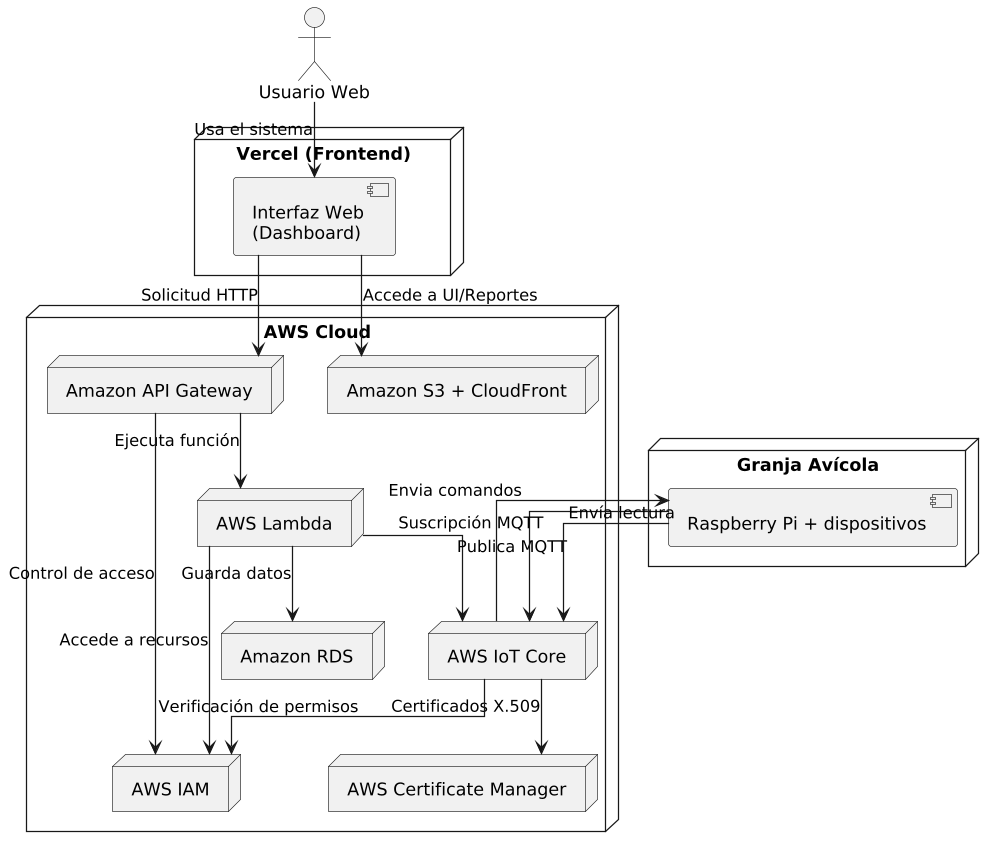 Usuario Web
Usa el sistema
Vercel (Frontend)
Interfaz Web
(Dashboard)
Solicitud HTTP
Accede a UI/Reportes
AWS Cloud
Amazon API Gateway
Amazon S3 + CloudFront
Ejecuta función
Granja Avícola
Envia comandos
Envía lectura
AWS Lambda
Suscripción MQTT
Raspberry Pi + dispositivos
Publica MQTT
Control de acceso
Guarda datos
Accede a recursos
Amazon RDS
AWS IoT Core
Verificación de permisos
Certificados X.509
AWS IAM
AWS Certificate Manager